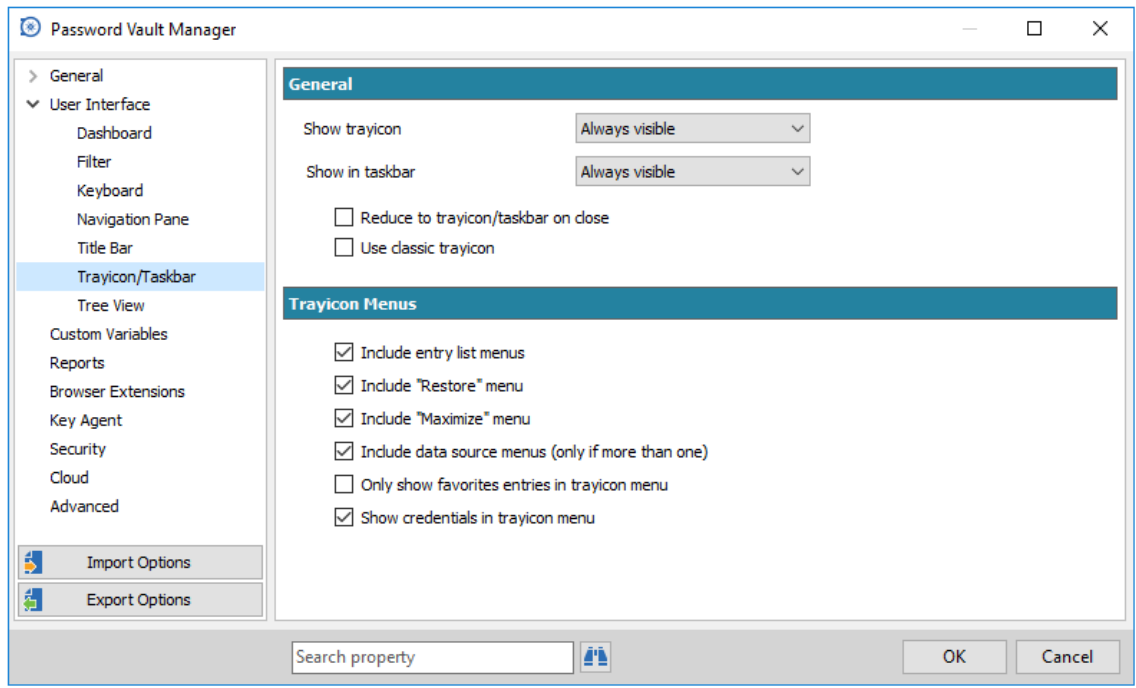 Password Vault Manager
General
User Interface
Dashboard
Filter
Keyboard
Navigation Pane
Title Bar
Trayicon/Taskbar
Tree View
Custom Variables
Reports
Browser Extensions
Key Agent
Security
Cloud
Advanced
Import Options
Export Options
General
Show trayicon Always visible
Show in taskbar Always visible
Reduce to trayicon/taskbar on close
Use classic trayicon
Trayicon Menus
Include entry list menus
Include "Restore" menu
Include "Maximize" menu
Include data source menus (only if more than one)
Only show favorites entries in trayicon menu
Show credentials in trayicon menu
Search property
OK Cancel